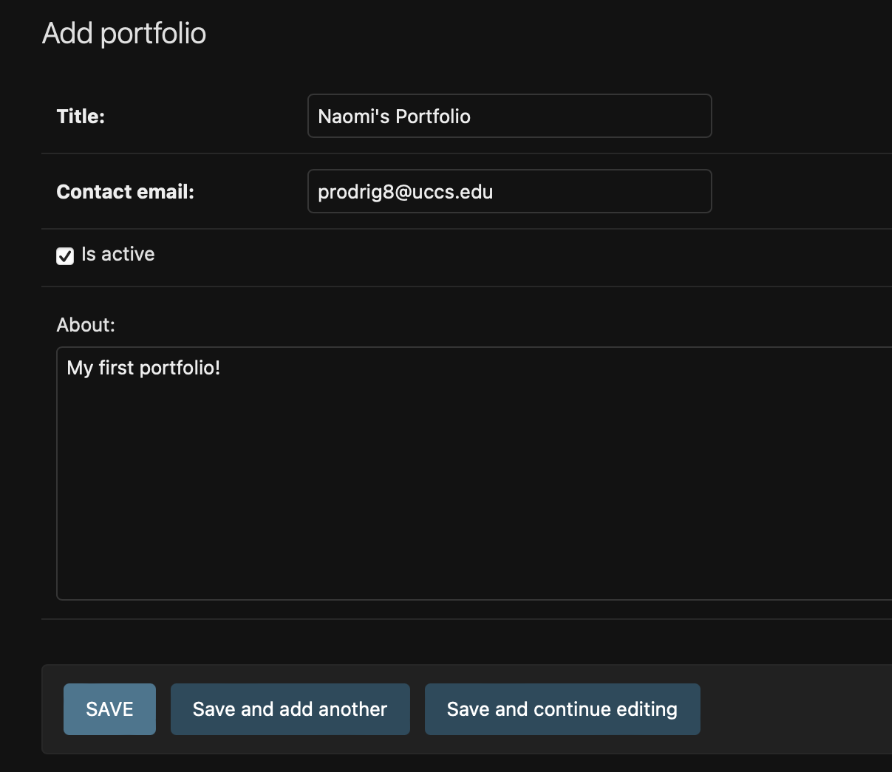 Add portfolio
Title:
Naomi's Portfolio
Contact email:
prodrig8@uccs.edu
Is active
About:
My first portfolio!
SAVE
Save and add another
Save and continue editing